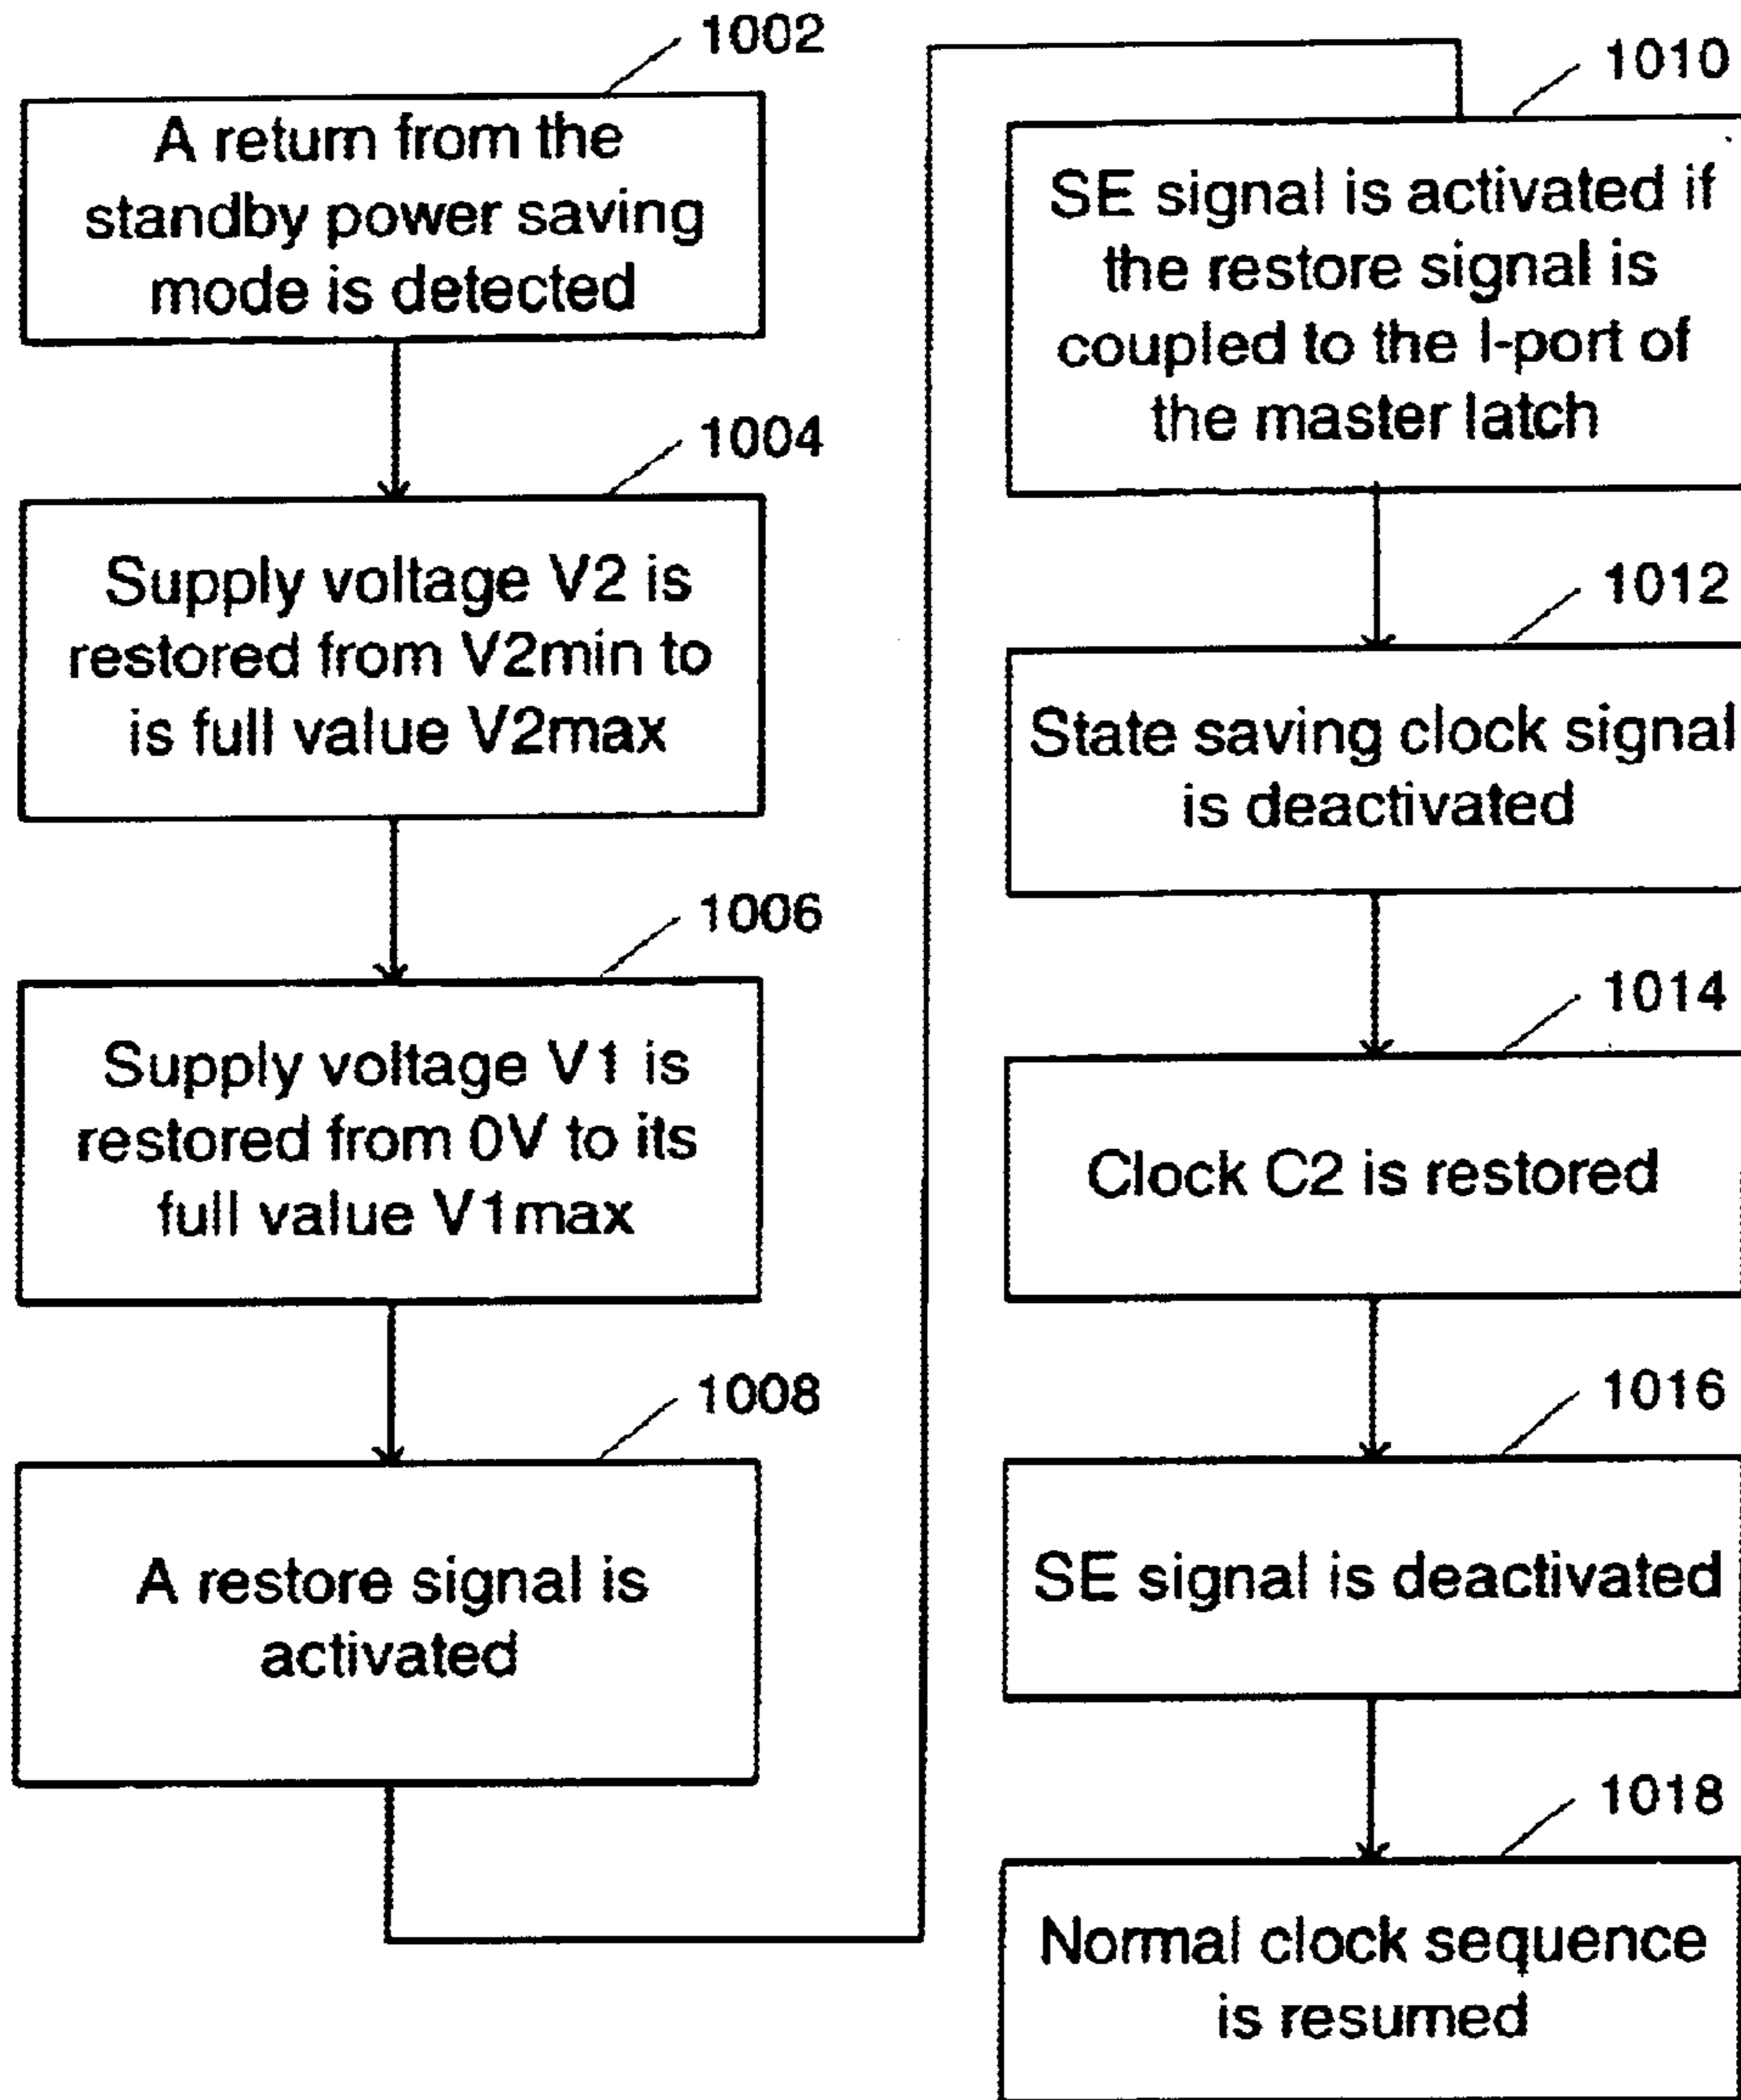 1002
A return from the
standby power saving
mode is detected
1004
Supply voltage V2 is
restored from V2min to
is full value V2max
1006
Supply voltage V1 is
restored from 0V to its
full value V1max
1008
A restore signal is
activated
1010
SE signal is activated if
the restore signal is
coupled to the I-port of
the master latch
1012
State saving clock signal
is deactivated
1014
Clock C2 is restored
1016
SE signal is deactivated
1018
Normal clock sequence
is resumed